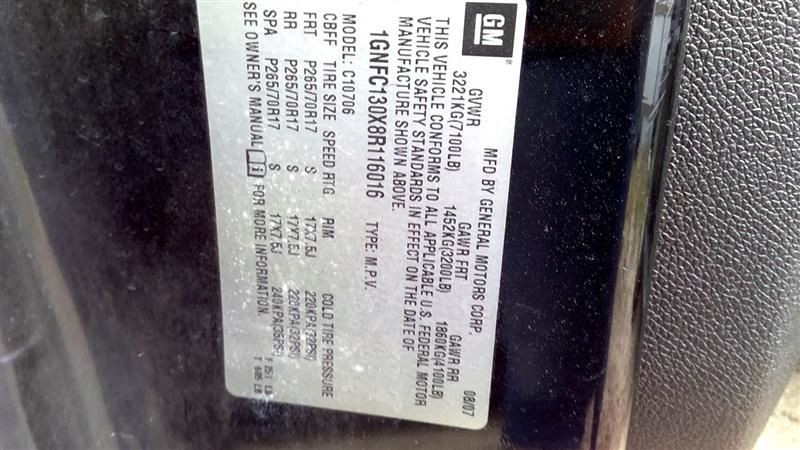 GM
MFD BY GENERAL MOTORS CORP. 08/07
GVWR GAWR FRT GAWR RR
3221KG(7100LB) 1452KG(3200LB) 1860KG(4100LB)
THIS VEHICLE CONFORMS TO ALL APPLICABLE U.S. FEDERAL MOTOR
VEHICLE SAFETY STANDARDS IN EFFECT ON THE DATE OF
MANUFACTURE SHOWN ABOVE.
1GNFC130X8R116016 TYPE: M.P.V.
MODEL: C10706
CBFF TIRE SIZE SPEED RTG RIM COLD TIRE PRESSURE
FRT P265/70R17 S 17X7.5J 220KPA(32PSI)
RR P265/70R17 S 17X7.5J 220KPA(32PSI)
SPA P265/70R17 S 17X7.5J 240KPA(35PSI)
SEE OWNER'S MANUAL FOR MORE INFORMATION.